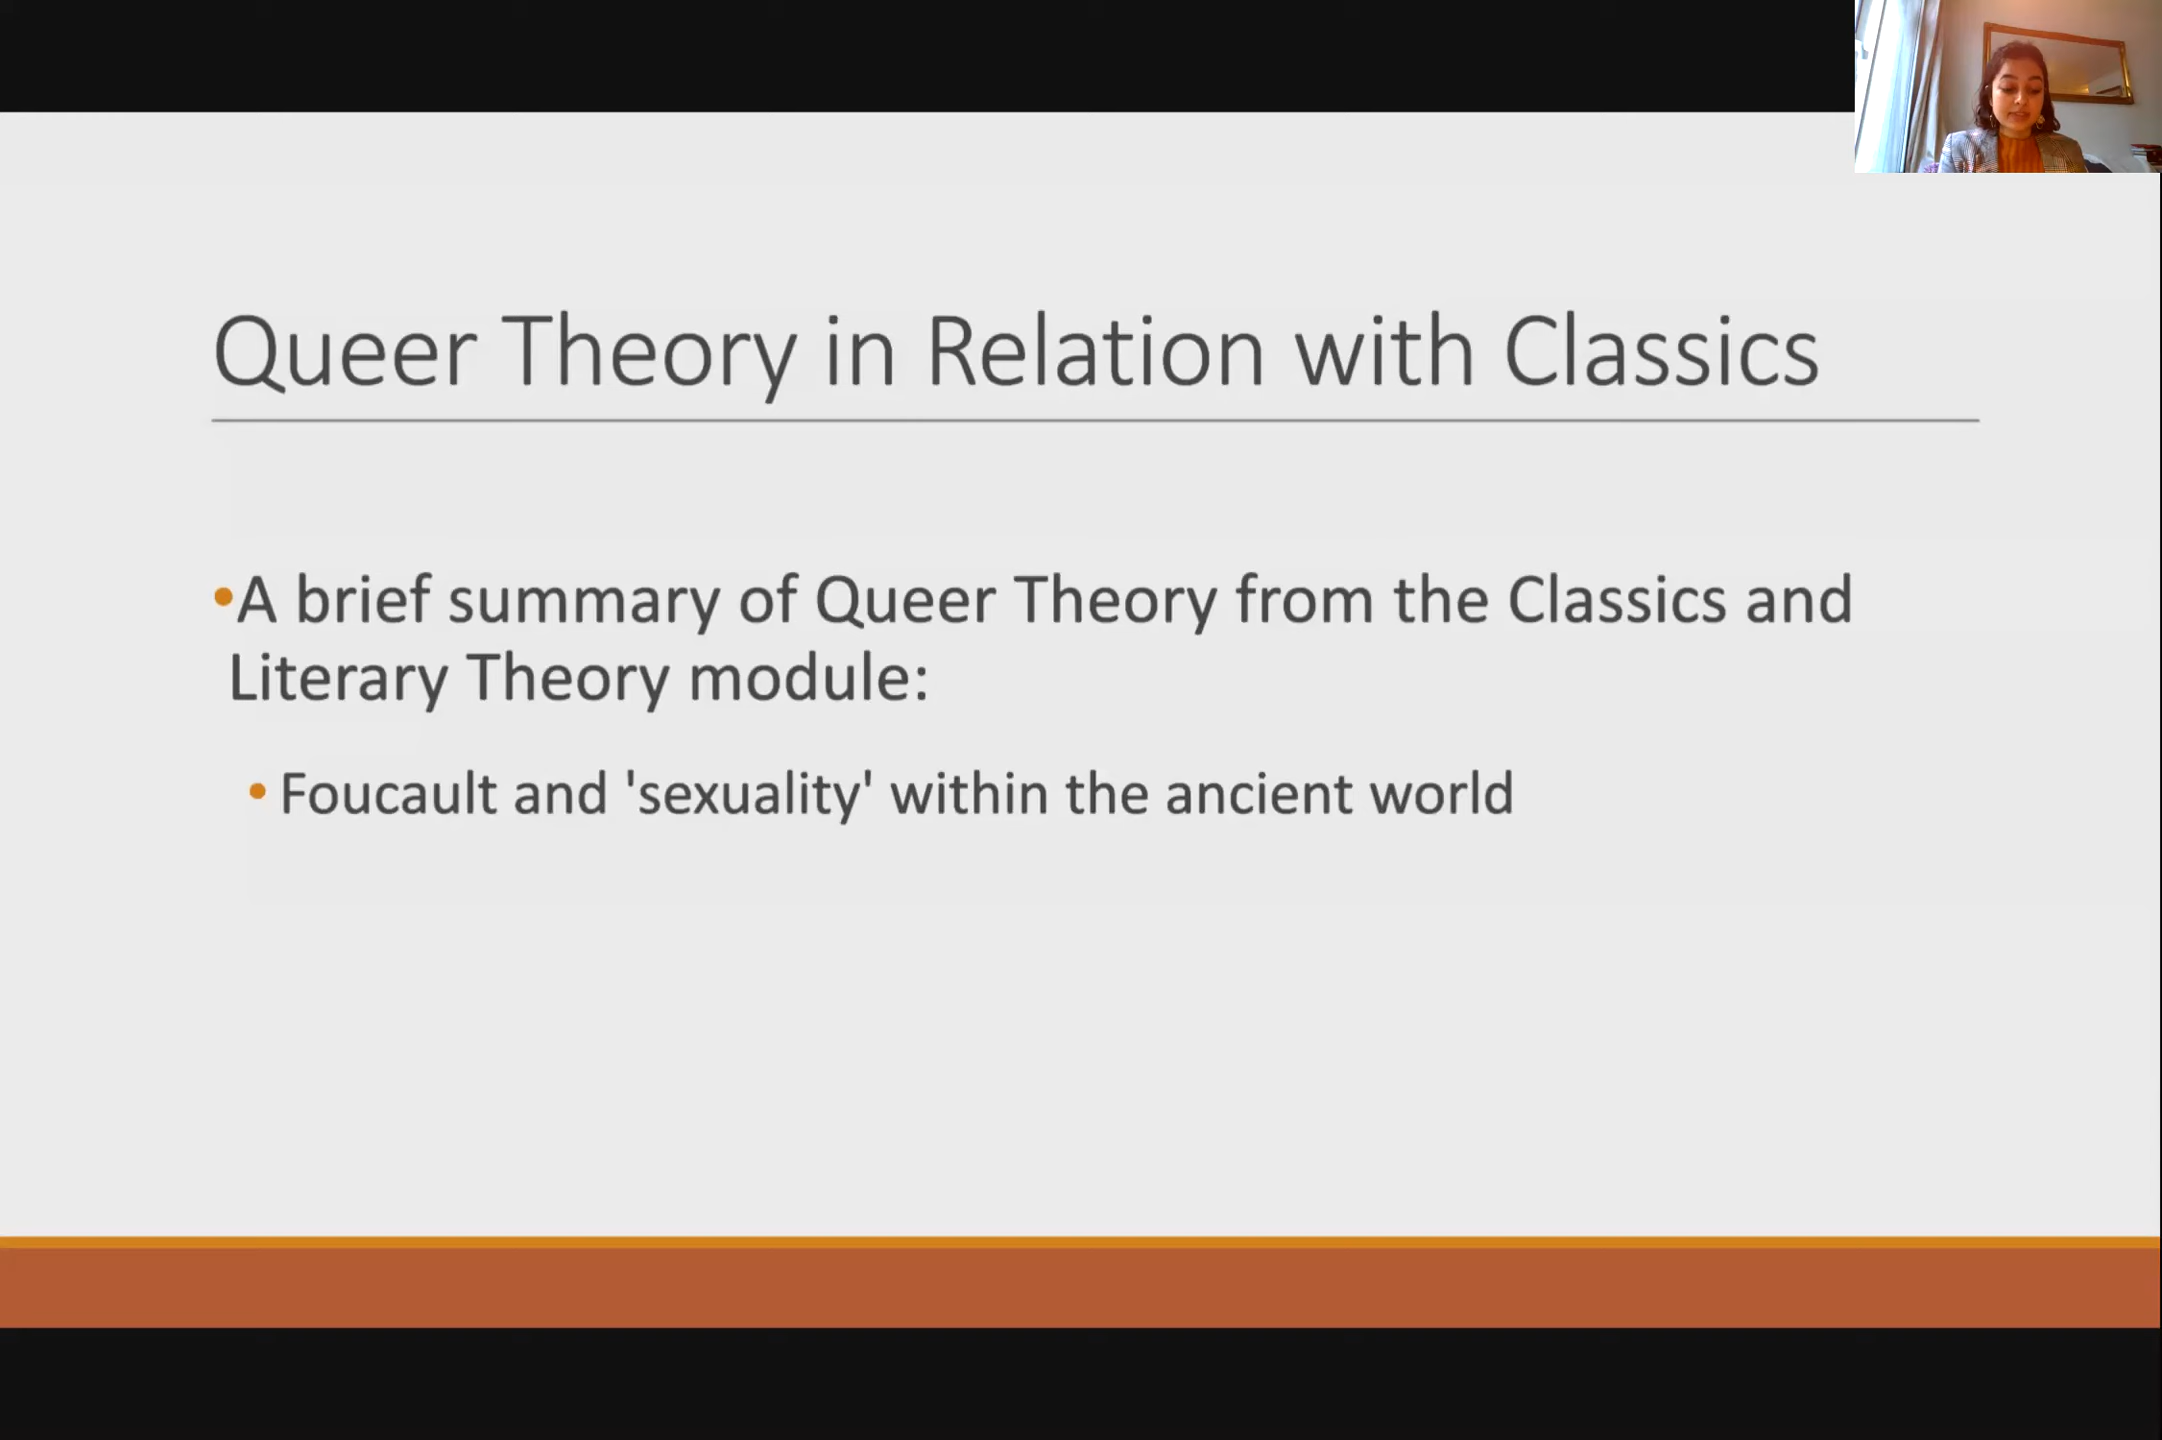 Queer Theory in Relation with Classics
•A brief summary of Queer Theory from the Classics and
Literary Theory module:
• Foucault and 'sexuality' within the ancient world